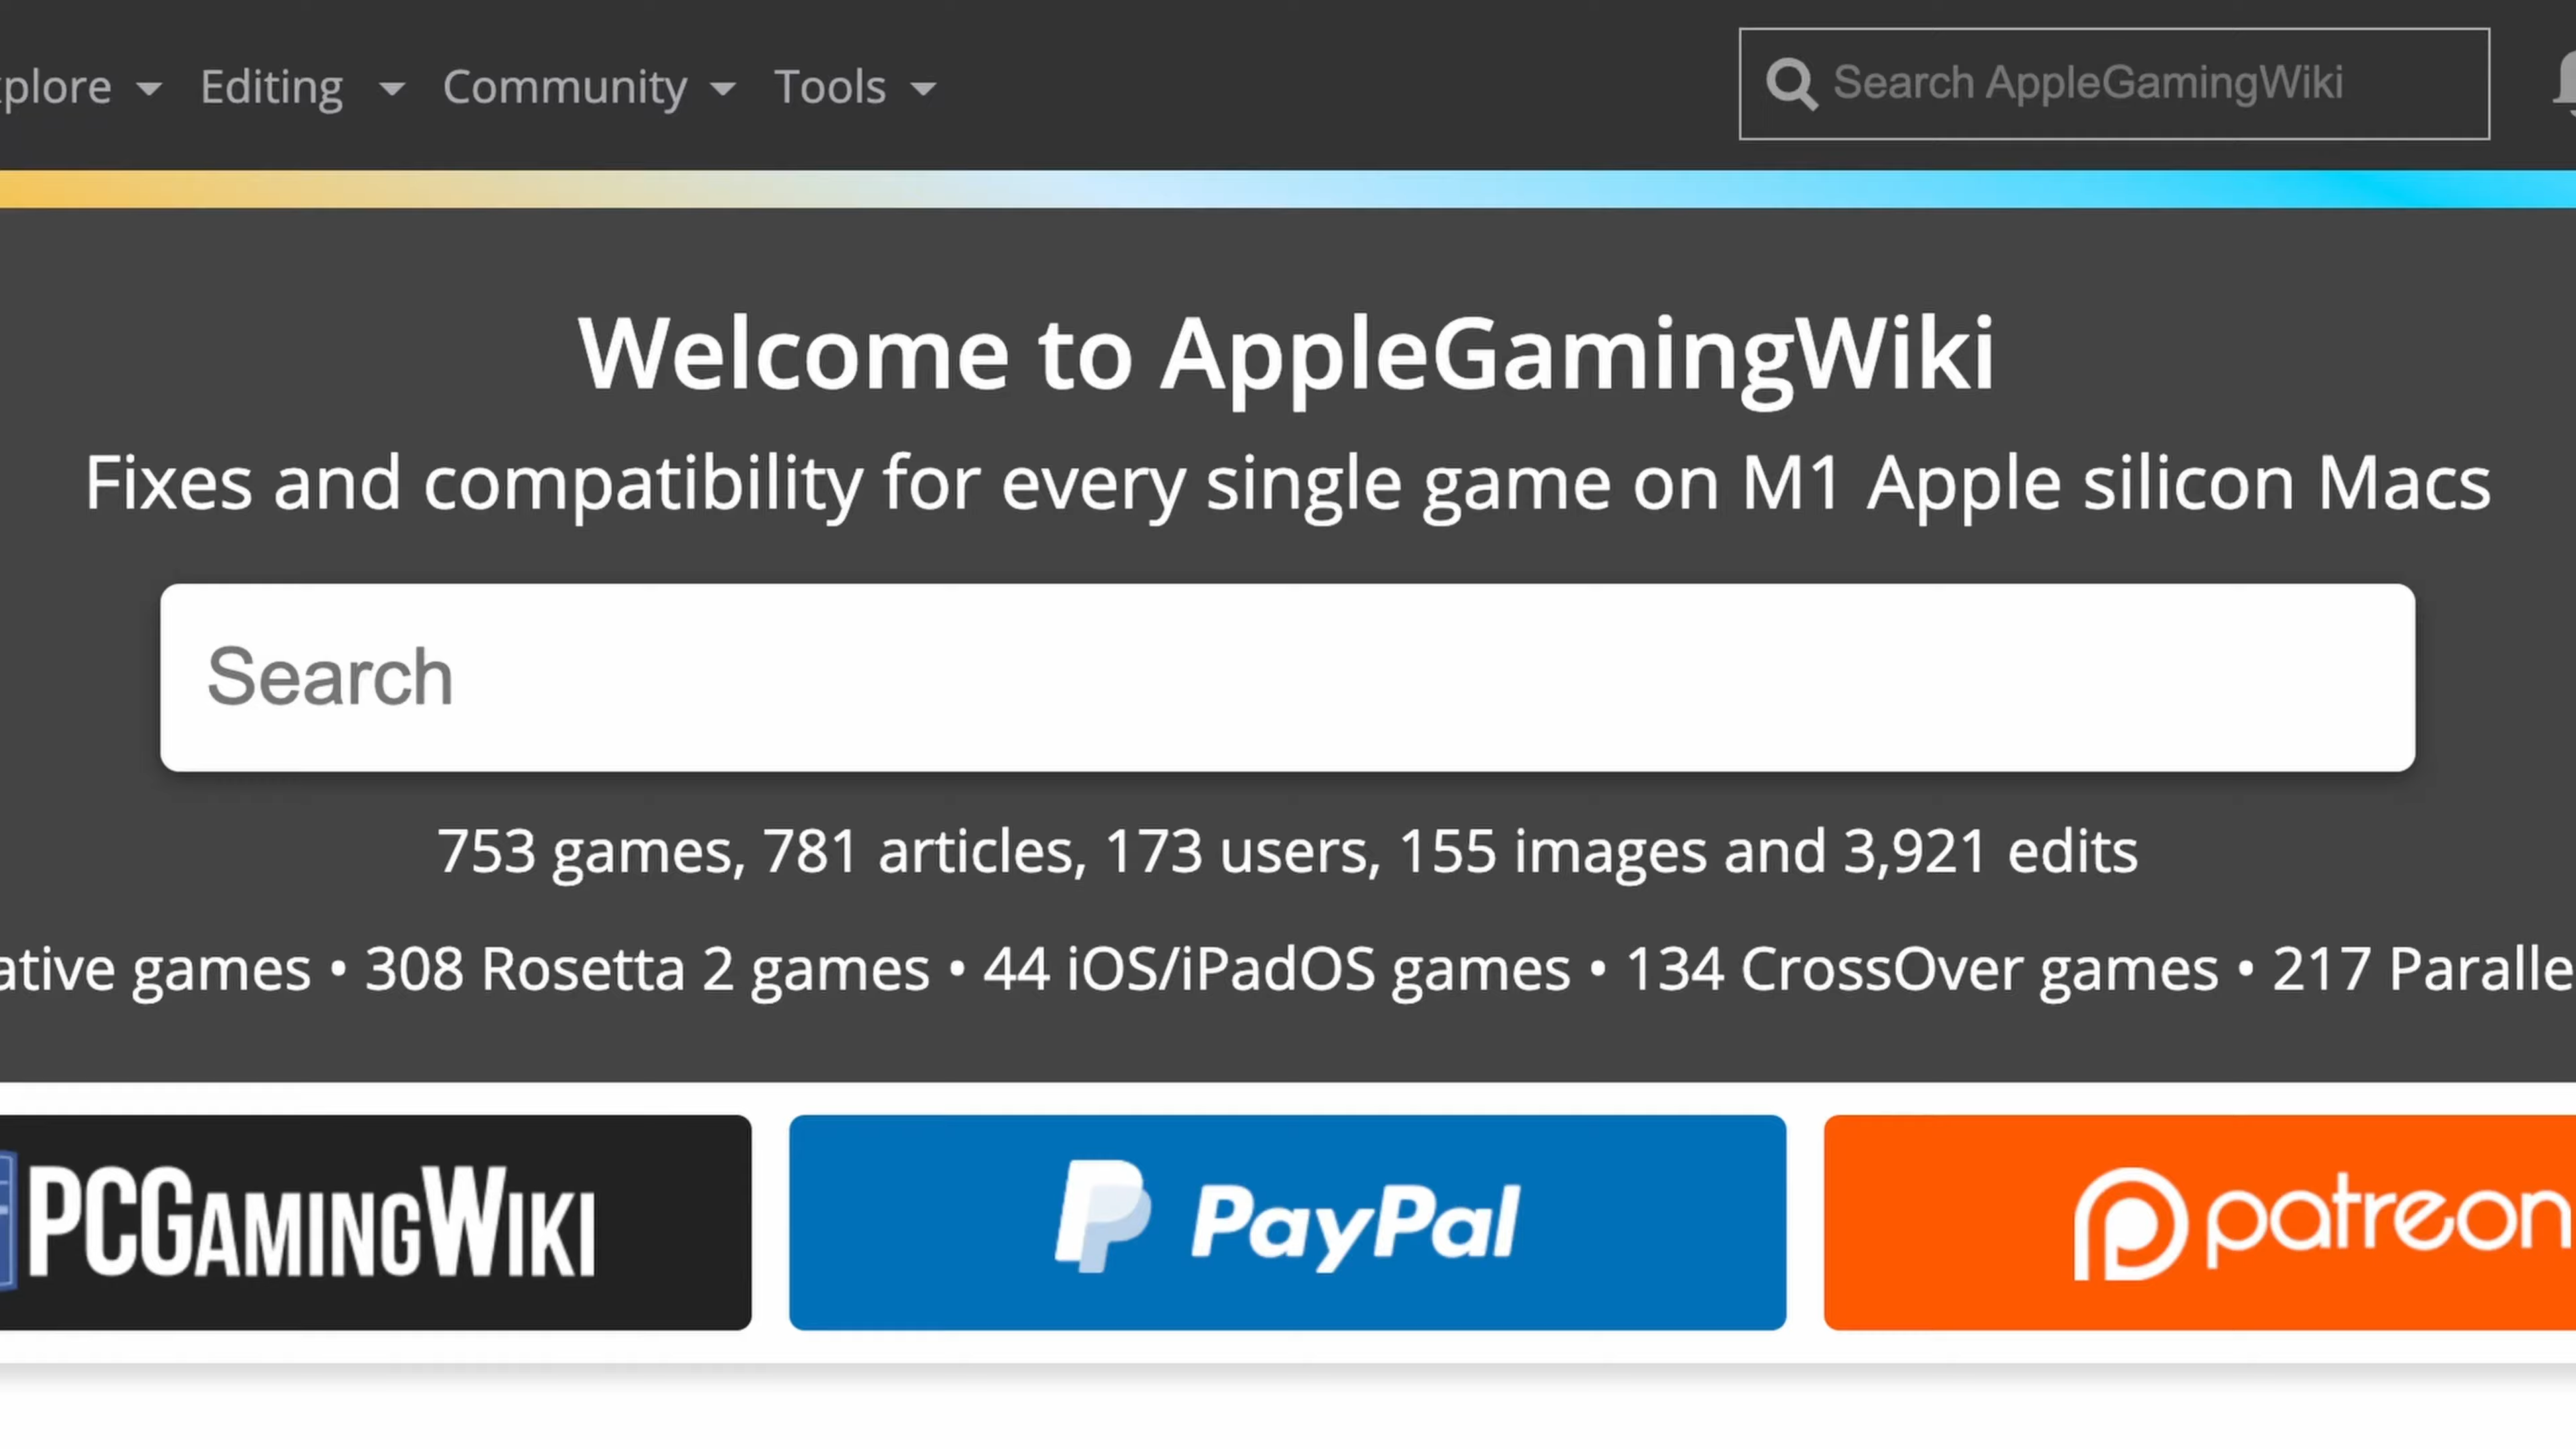 plore Editing Community Tools Search AppleGamingWiki
Welcome to AppleGamingWiki
Fixes and compatibility for every single game on M1 Apple silicon Macs
Search
753 games, 781 articles, 173 users, 155 images and 3,921 edits
ative games • 308 Rosetta 2 games • 44 iOS/iPadOS games • 134 CrossOver games • 217 Paralle
PCGAMINGWIKI PayPal patreon